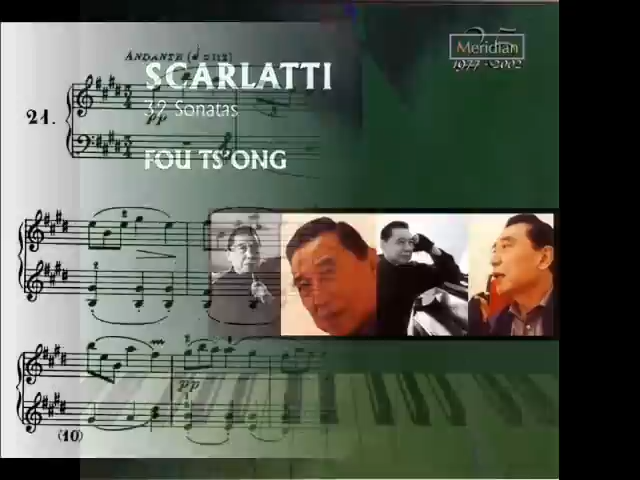 ANDANTE (♩=112)
SCARLATTI
32 Sonatas
FOU TS'ONG
Meridian
1977-2002
21.
pp
pp
(10)